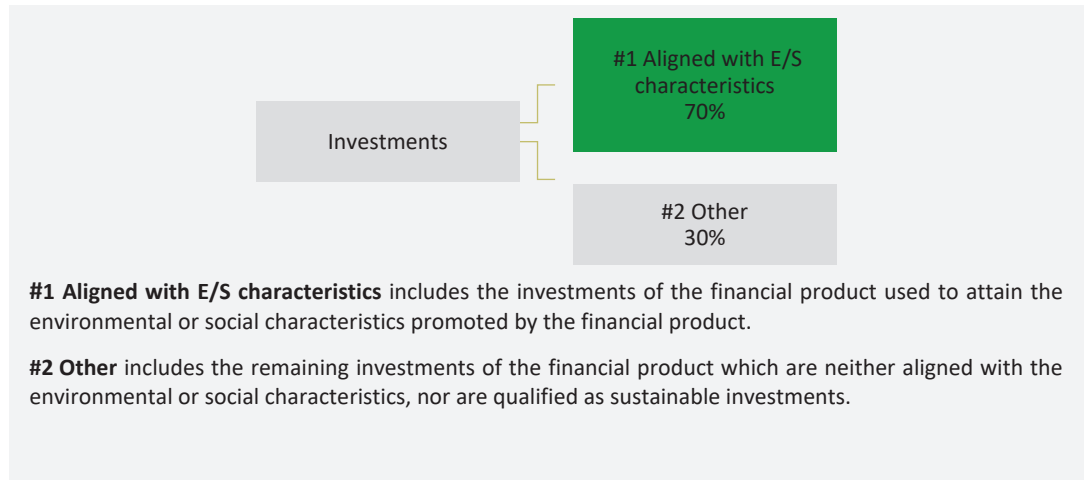 #1 Aligned with E/S
characteristics
70%
Investments
#2 Other
30%
#1 Aligned with E/S characteristics includes the investments of the financial product used to attain the
environmental or social characteristics promoted by the financial product.
#2 Other includes the remaining investments of the financial product which are neither aligned with the
environmental or social characteristics, nor are qualified as sustainable investments.